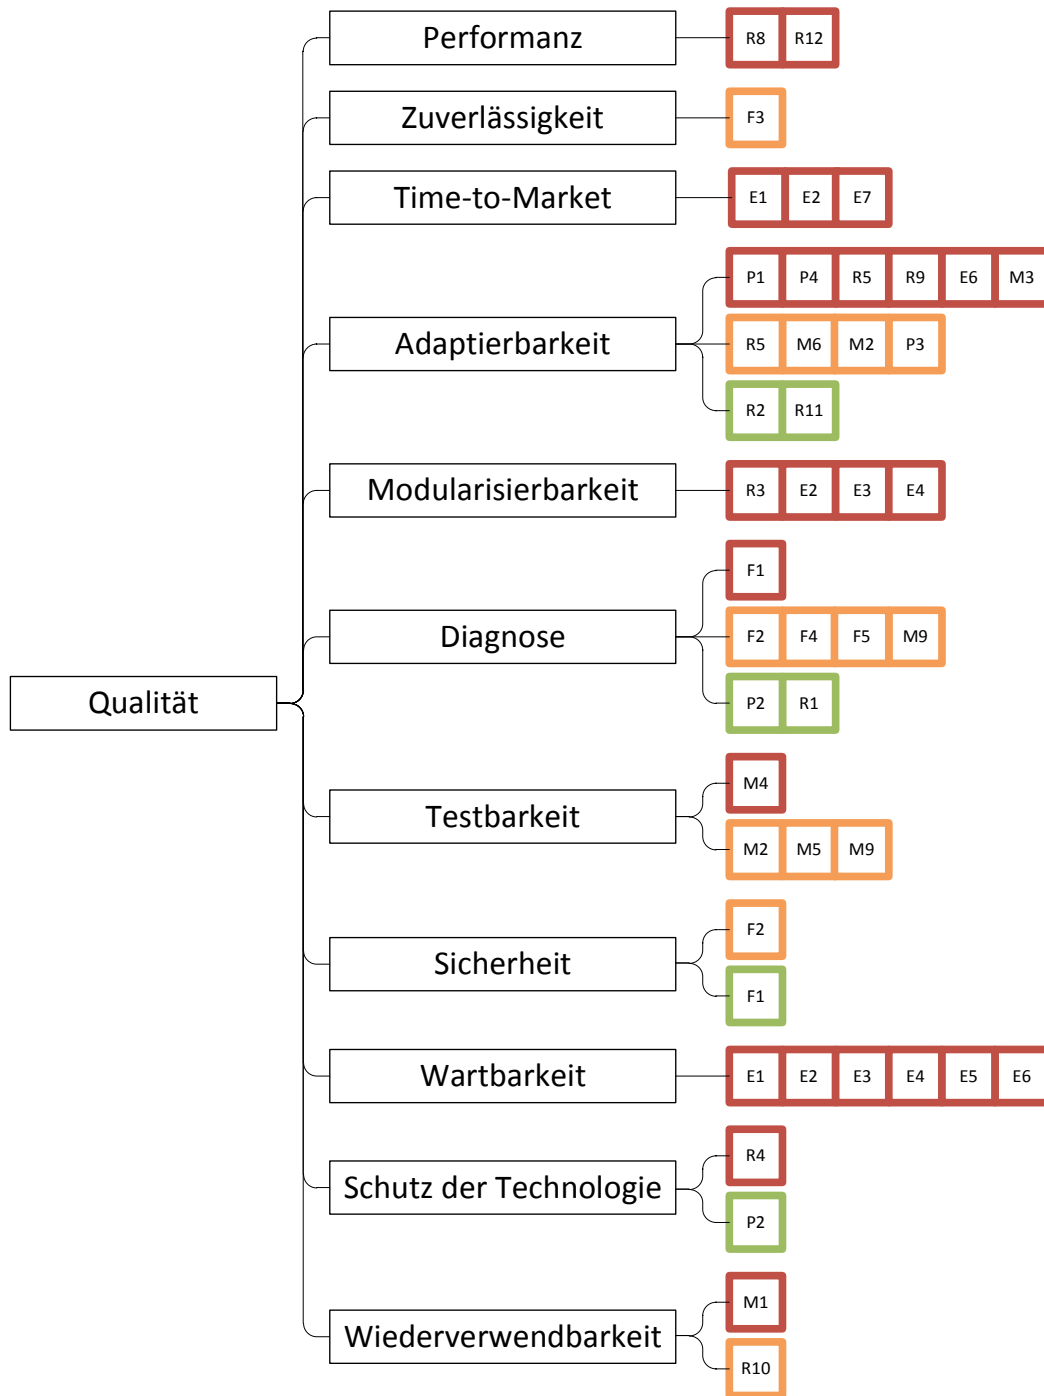 Performanz
R8 R12
Zuverlässigkeit
F3
Time-to-Market
E1 E2 E7
P1 P4 R5 R9 E6 M3
Adaptierbarkeit
R5 M6 M2 P3
R2 R11
Modularisierbarkeit
R3 E2 E3 E4
F1
Diagnose
F2 F4 F5 M9
P2 R1
Qualität
M4
Testbarkeit
M2 M5 M9
F2
Sicherheit
F1
Wartbarkeit
E1 E2 E3 E4 E5 E6
R4
Schutz der Technologie
P2
M1
Wiederverwendbarkeit
R10